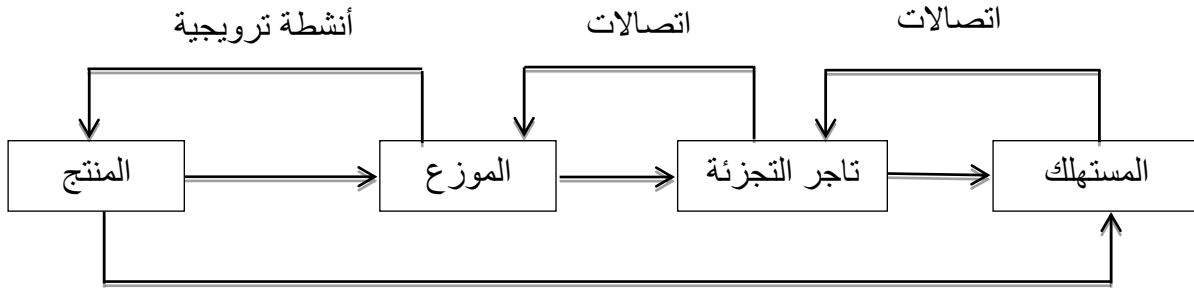 اتصالات
اتصالات
أنشطة ترويجية
المستهلك
تاجر التجزئة
الموزع
المنتج